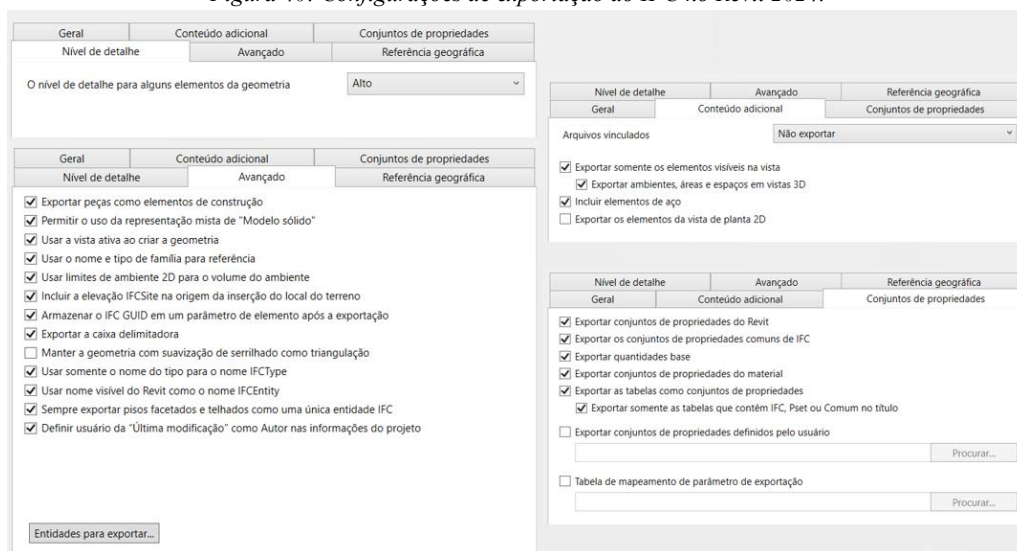 Figura 40: Configurações de exportação do IFC no Revit 2024.
Geral Conteúdo adicional Conjuntos de propriedades
Nível de detalhe Avançado Referência geográfica
O nível de detalhe para alguns elementos da geometria Alto
Geral Conteúdo adicional Conjuntos de propriedades
Nível de detalhe Avançado Referência geográfica
Exportar peças como elementos de construção
Permitir o uso da representação mista de "Modelo sólido"
Usar a vista ativa ao criar a geometria
Usar o nome e tipo de família para referência
Usar limites de ambiente 2D para o volume do ambiente
Incluir a elevação IFCSite na origem da inserção do local do terreno
Armazenar o IFC GUID em um parâmetro de elemento após a exportação
Exportar a caixa delimitadora
Manter a geometria com suavização de serrilhado como triangulação
Usar somente o nome do tipo para o nome IFCType
Usar nome visível do Revit como o nome IFCEntity
Sempre exportar pisos facetados e telhados como uma única entidade IFC
Definir usuário da "Última modificação" como Autor nas informações do projeto
Entidades para exportar...
Nível de detalhe Avançado Referência geográfica
Geral Conteúdo adicional Conjuntos de propriedades
Arquivos vinculados Não exportar
Exportar somente os elementos visíveis na vista
Exportar ambientes, áreas e espaços em vistas 3D
Incluir elementos de aço
Exportar os elementos da vista de planta 2D
Nível de detalhe Avançado Referência geográfica
Geral Conteúdo adicional Conjuntos de propriedades
Exportar conjuntos de propriedades do Revit
Exportar os conjuntos de propriedades comuns de IFC
Exportar quantidades base
Exportar conjuntos de propriedades do material
Exportar as tabelas como conjuntos de propriedades
Exportar somente as tabelas que contêm IFC, Pset ou Comum no título
Exportar conjuntos de propriedades definidos pelo usuário
Procurar...
Tabela de mapeamento de parâmetro de exportação
Procurar...